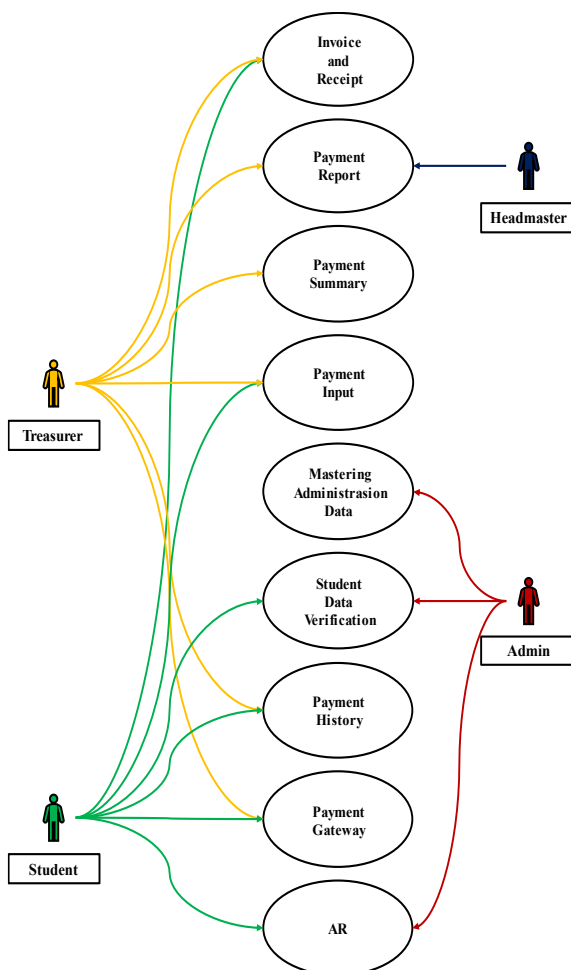 Invoice
and
Receipt
Payment
Report
Headmaster
Payment
Summary
Payment
Input
Treasurer
Mastering
Administrasion
Data
Student
Data
Verification
Admin
Payment
History
Payment
Gateway
Student
AR